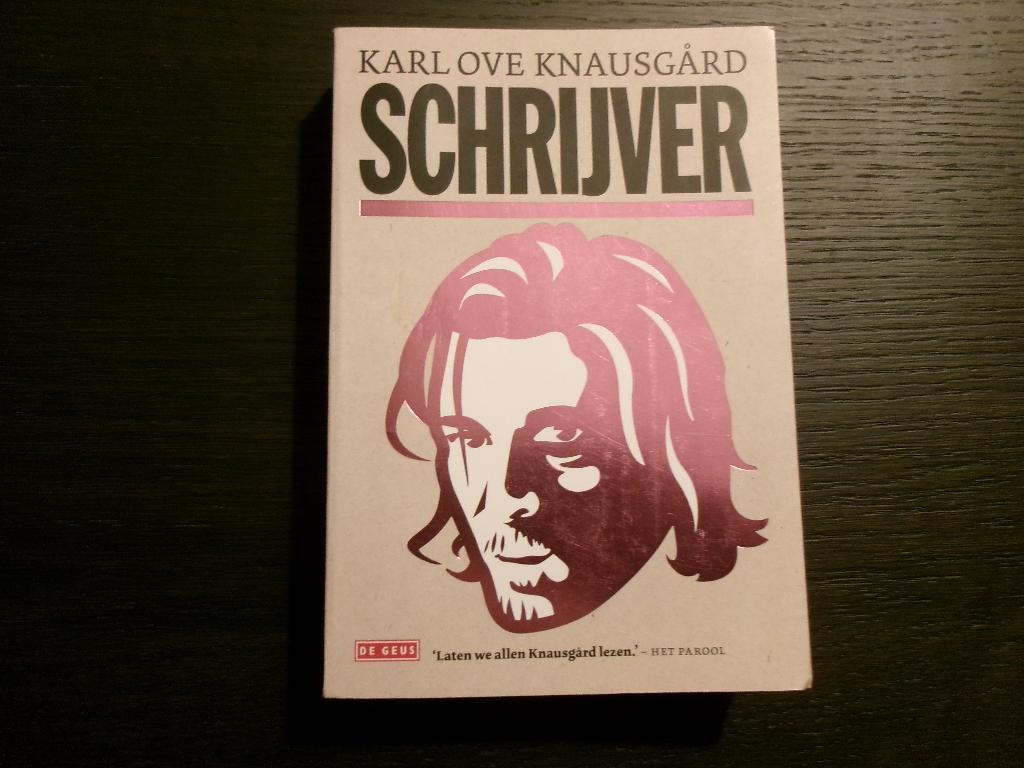 KARL OVE KNAUSGÅRD
SCHRIJVER
DE GEUS
‘Laten we allen Knausgård lezen.’ – HET PAROOL